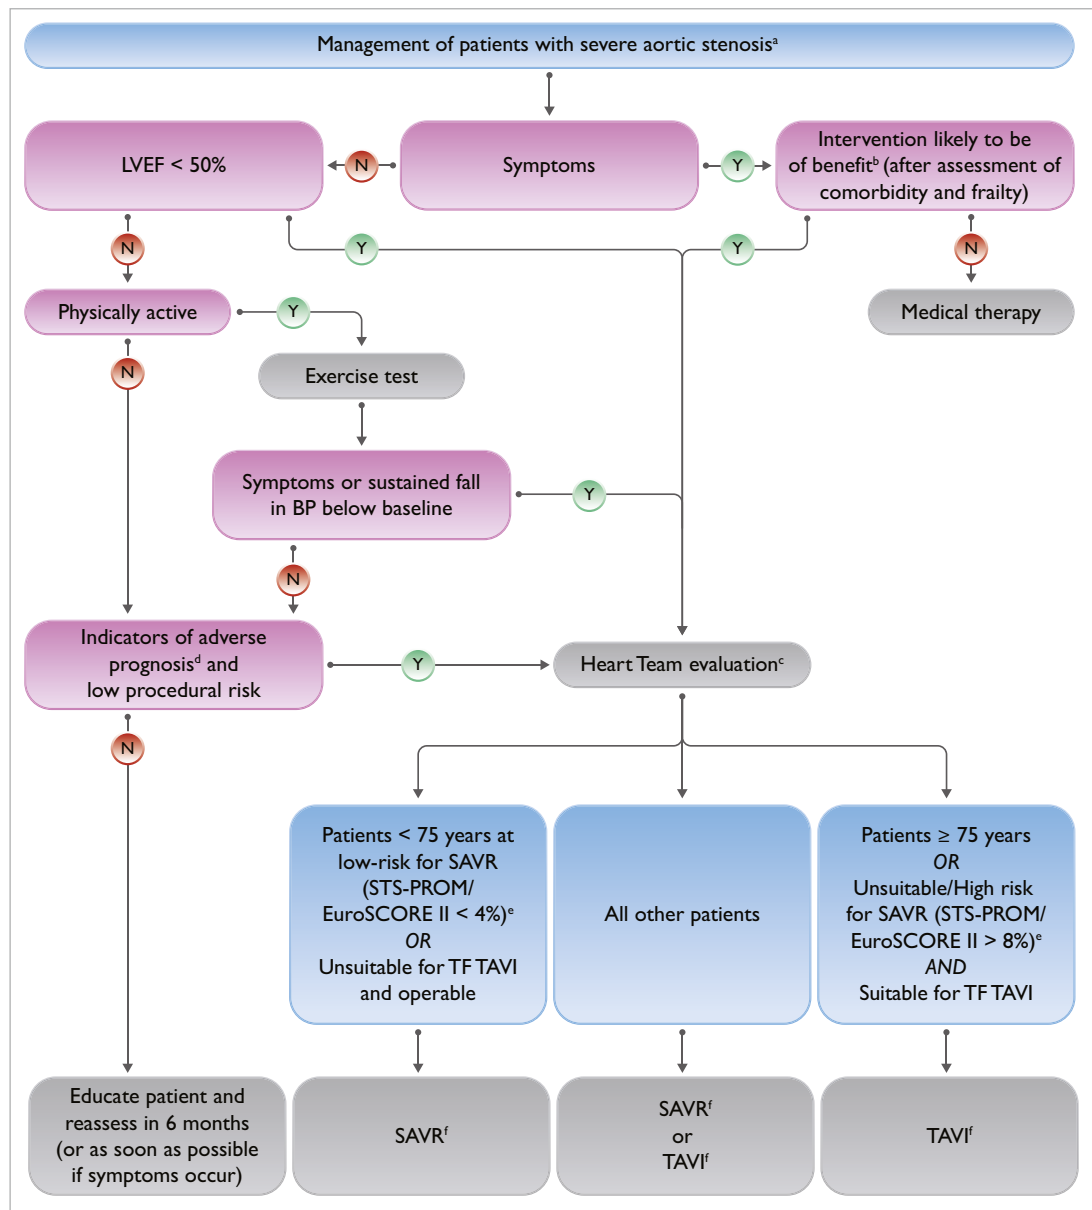 Management of patients with severe aortic stenosisᵃ
LVEF < 50%
N
Symptoms
Y
Intervention likely to be
of benefitᵇ (after assessment of
comorbidity and frailty)
N
Y
Y
N
Physically active
Y
Medical therapy
N
Exercise test
Symptoms or sustained fall
in BP below baseline
Y
N
Indicators of adverse
prognosisᵈ and
low procedural risk
Y
Heart Team evaluationᶜ
N
Patients < 75 years at
low-risk for SAVR
(STS-PROM/
EuroSCORE II < 4%)ᵉ
OR
Unsuitable for TF TAVI
and operable
All other patients
Patients ≥ 75 years
OR
Unsuitable/High risk
for SAVR (STS-PROM/
EuroSCORE II > 8%)ᵉ
AND
Suitable for TF TAVI
Educate patient and
reassess in 6 months
(or as soon as possible
if symptoms occur)
SAVRᶠ
SAVRᶠ
or
TAVIᶠ
TAVIᶠ